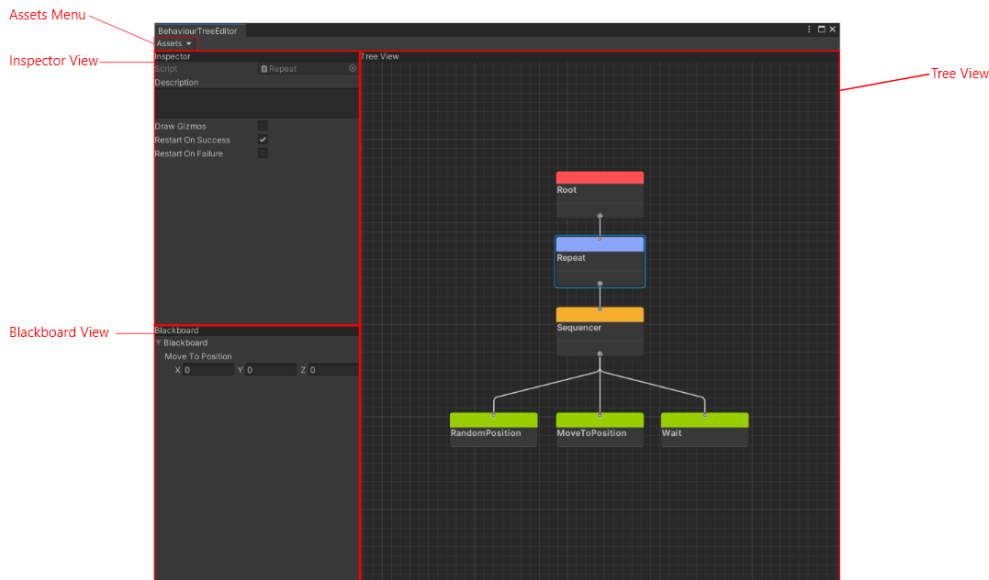 Assets Menu
BehaviourTreeEditor
Assets
Inspector View
Inspector
Tree View
Script
Repeat
Tree View
Description
Draw Gizmos
Restart On Success
Restart On Failure
Root
Repeat
Sequencer
Blackboard View
Blackboard
Blackboard
Move To Position
X 0 Y 0 Z 0
RandomPosition
MoveToPosition
Wait